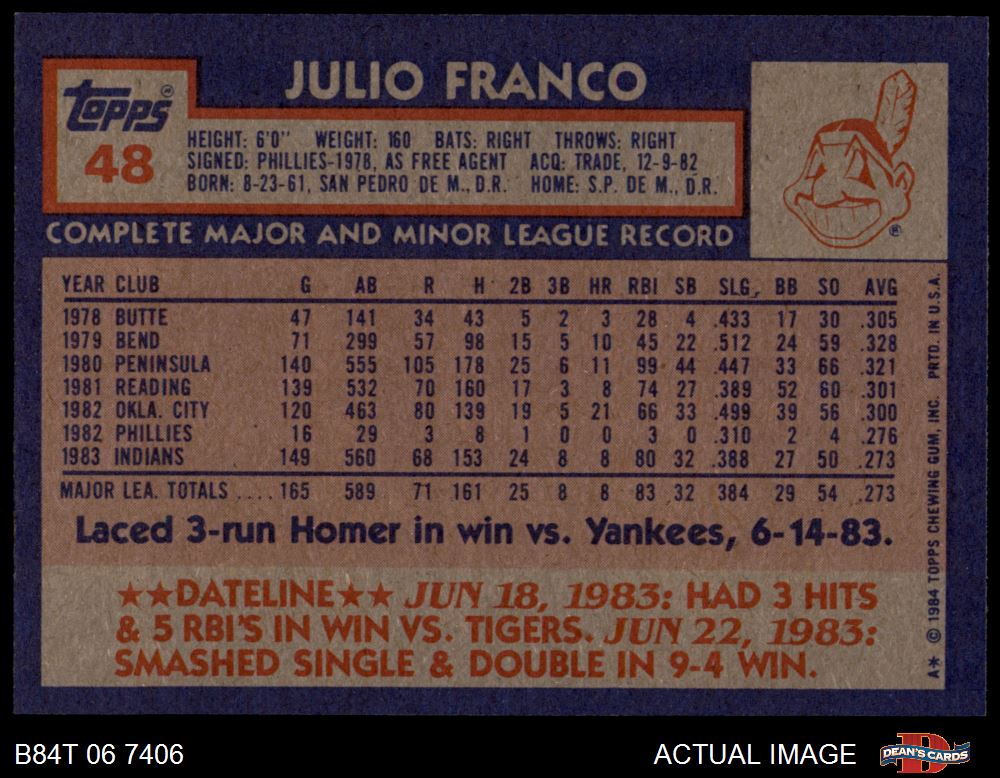 JULIO FRANCO
Topps
48
HEIGHT: 6'0" WEIGHT: 160 BATS: RIGHT THROWS: RIGHT
SIGNED: PHILLIES-1978, AS FREE AGENT ACQ: TRADE, 12-9-82
BORN: 8-23-61, SAN PEDRO DE M., D.R. HOME: S.P. DE M., D.R.
COMPLETE MAJOR AND MINOR LEAGUE RECORD
YEAR CLUB G AB R H 2B 3B HR RBI SB SLG. BB SO AVG
1978 BUTTE 47 141 34 43 5 2 3 28 4 .433 17 30 .305
1979 BEND 71 299 57 98 15 5 10 45 22 .512 24 59 .328
1980 PENINSULA 140 555 105 178 25 6 11 99 44 .447 33 66 .321
1981 READING 139 532 70 160 17 3 8 74 27 .389 52 60 .301
1982 OKLA. CITY 120 463 80 139 19 5 21 66 33 .499 39 56 .300
1982 PHILLIES 16 29 3 8 1 0 0 3 0 .310 2 4 .276
1983 INDIANS 149 560 68 153 24 8 8 80 32 .388 27 50 .273
MAJOR LEA. TOTALS .... 165 589 71 161 25 8 8 83 32 384 29 54 .273
Laced 3-run Homer in win vs. Yankees, 6-14-83.
★★DATELINE★★ JUN 18, 1983: HAD 3 HITS
& 5 RBI'S IN WIN VS. TIGERS. JUN 22, 1983:
SMASHED SINGLE & DOUBLE IN 9-4 WIN.
A★ © 1984 TOPPS CHEWING GUM, INC. PRTD. IN U.S.A.
B84T 06 7406
ACTUAL IMAGE
DEAN'S CARDS